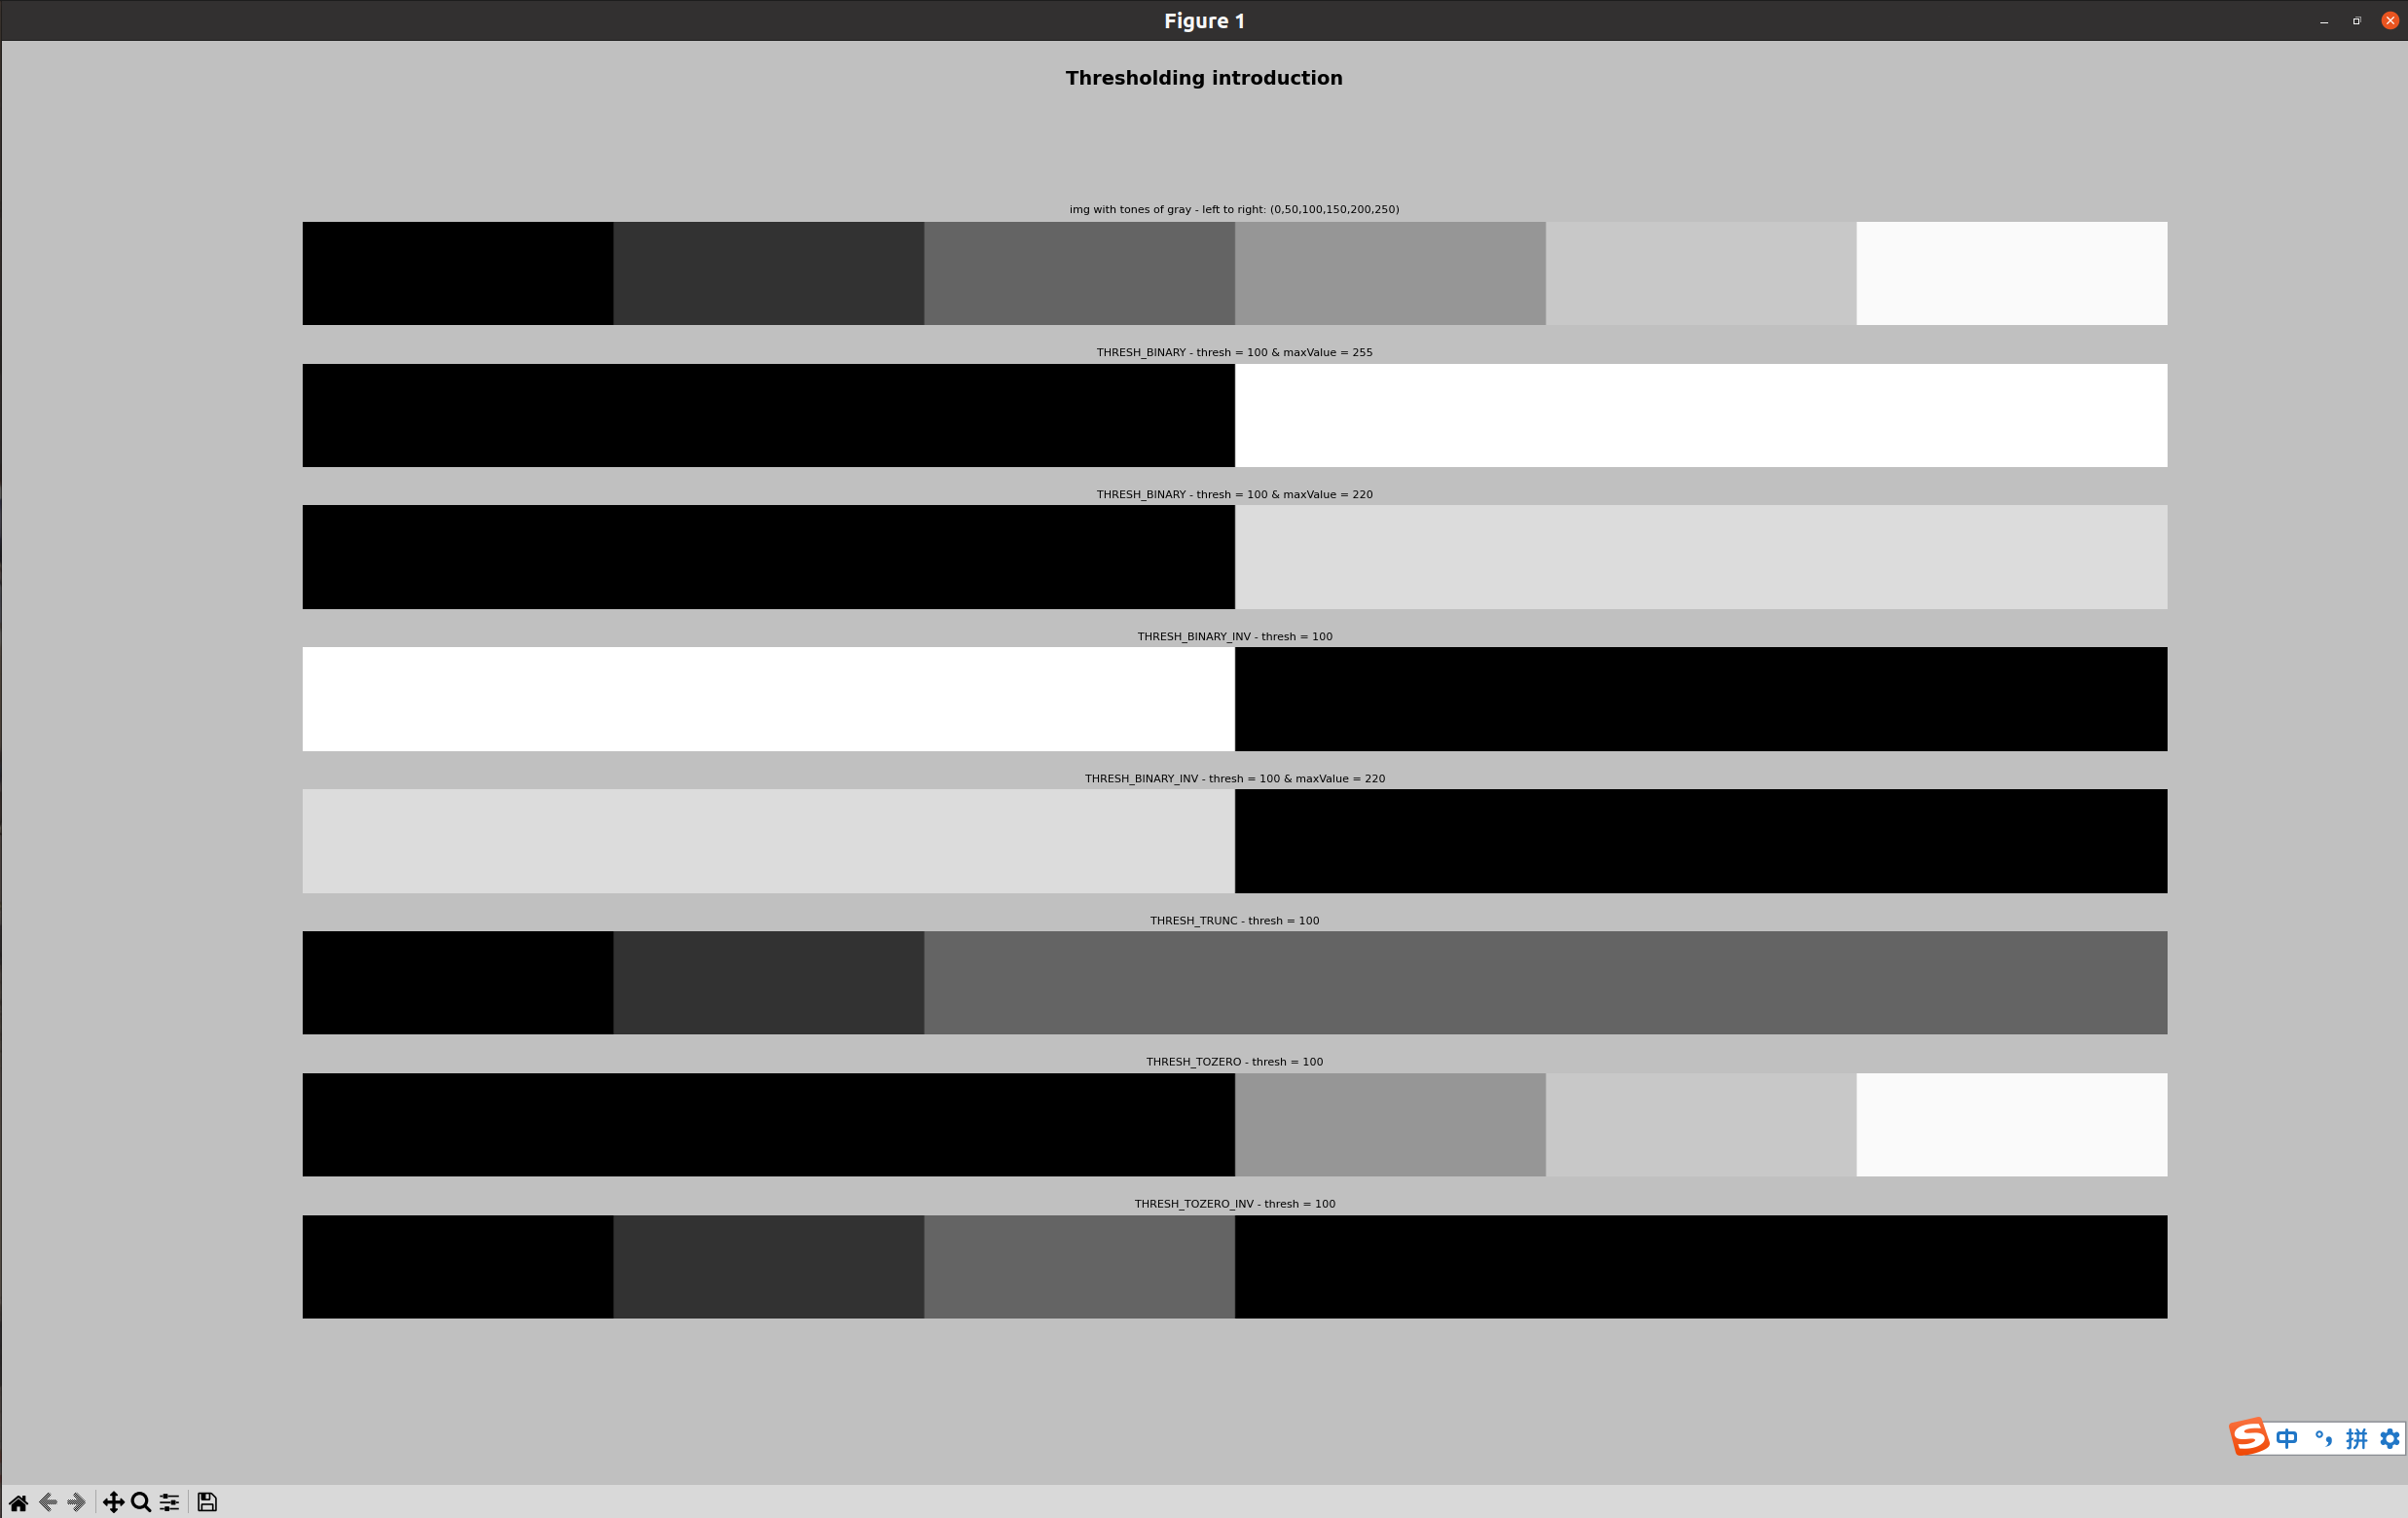 Figure 1
Thresholding introduction
img with tones of gray - left to right: (0,50,100,150,200,250)
THRESH_BINARY - thresh = 100 & maxValue = 255
THRESH_BINARY - thresh = 100 & maxValue = 220
THRESH_BINARY_INV - thresh = 100
THRESH_BINARY_INV - thresh = 100 & maxValue = 220
THRESH_TRUNC - thresh = 100
THRESH_TOZERO - thresh = 100
THRESH_TOZERO_INV - thresh = 100
S 中 °, 拼